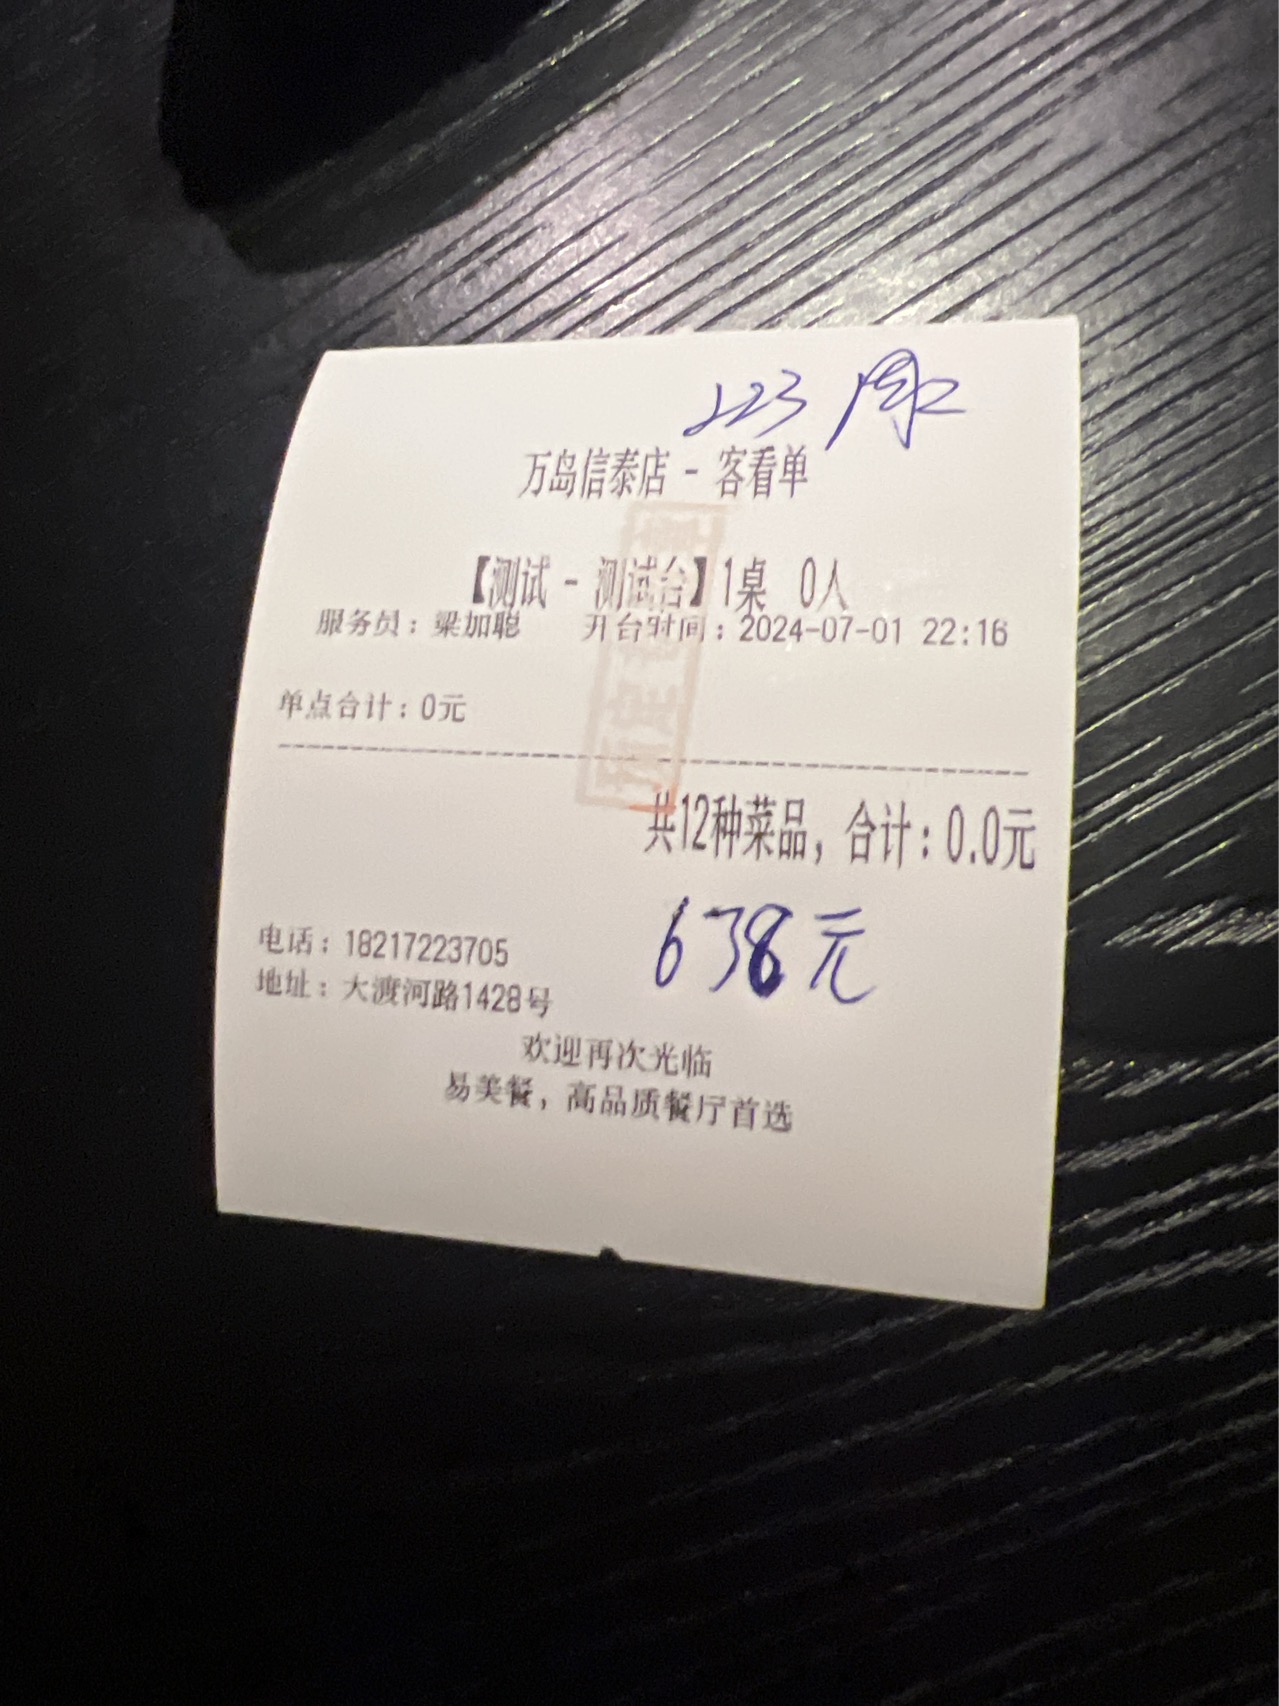 223
万岛信泰店 - 客看单
【测试 - 测试台】1桌 0人
服务员：梁加聪 开台时间：2024-07-01 22:16
单点合计：0元
共12种菜品，合计：0.0元
638元
电话：18217223705
地址：大渡河路1428号
欢迎再次光临
易美餐，高品质餐厅首选